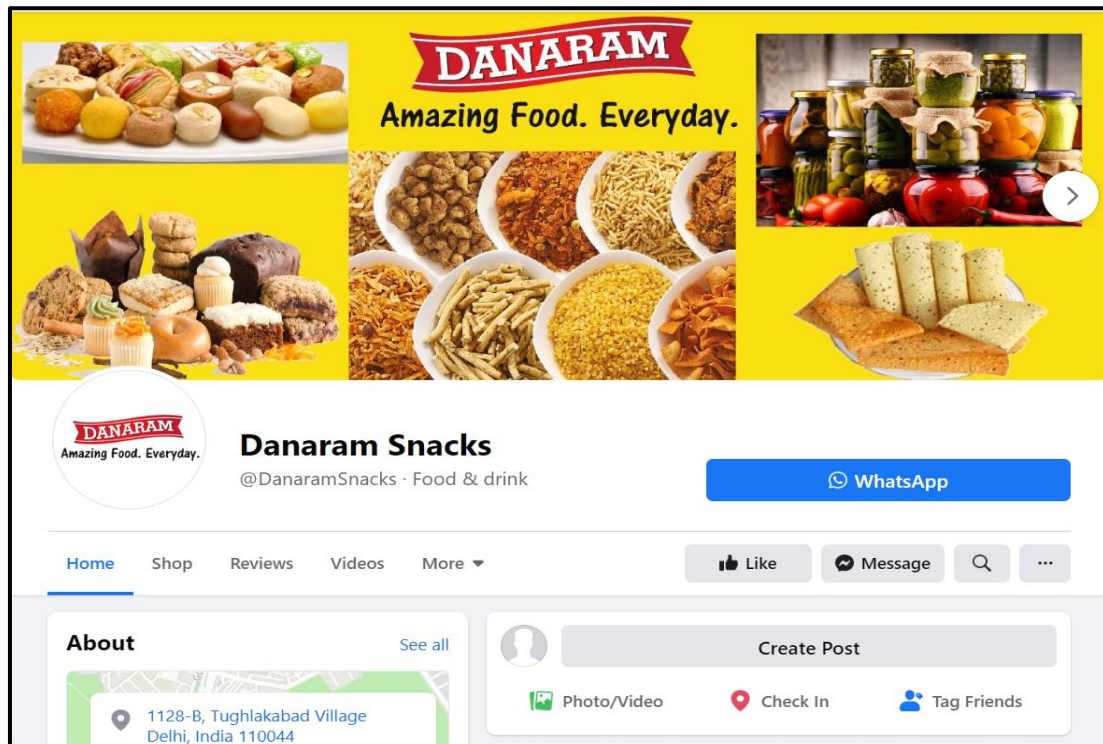 DANARAM
Amazing Food. Everyday.
DANARAM
Amazing Food. Everyday.
Danaram Snacks
@DanaramSnacks · Food & drink
WhatsApp
Home Shop Reviews Videos More
Like Message ...
About See all
1128-B, Tughlakabad Village
Delhi, India 110044
Create Post
Photo/Video Check In Tag Friends